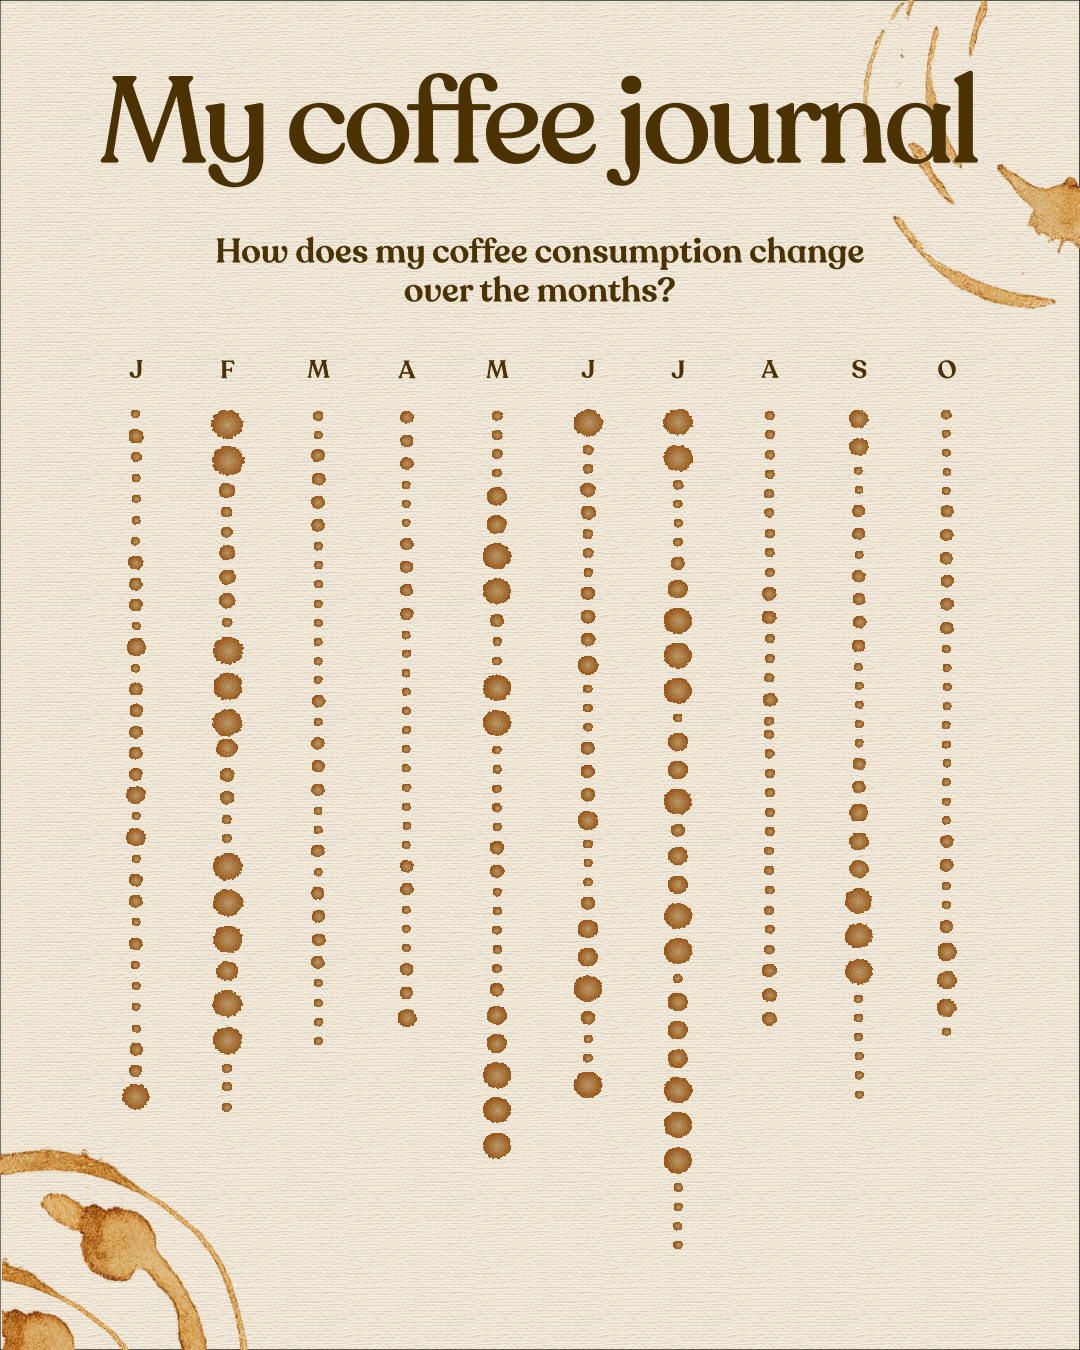 My coffee journal
How does my coffee consumption change
over the months?
J F M A M J J A S O